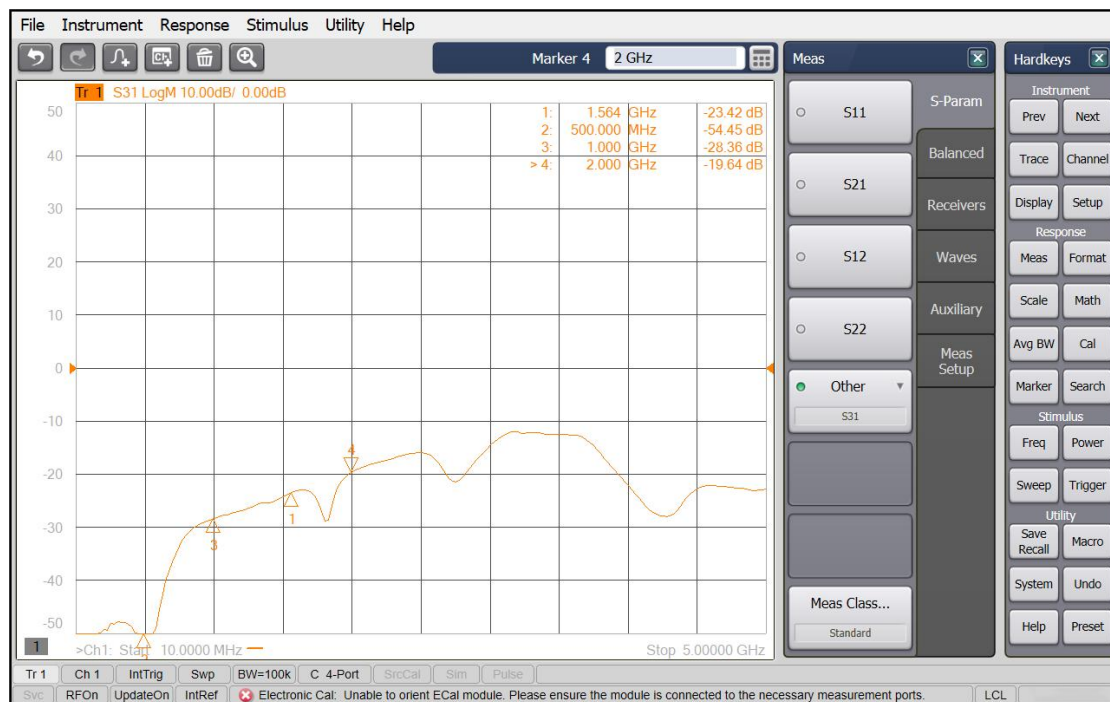 File Instrument Response Stimulus Utility Help
Marker 4 2 GHz
Tr 1 S31 LogM 10.00dB/ 0.00dB
1: 1.564 GHz -23.42 dB
2: 500.000 MHz -54.45 dB
3: 1.000 GHz -28.36 dB
> 4: 2.000 GHz -19.64 dB
50
40
30
20
10
0
-10
-20
-30
-40
-50
4
1
3
2
1 >Ch1: Start 10.0000 MHz Stop 5.00000 GHz
Meas
S11
S21
S12
S22
Other
S31
Meas Class...
Standard
S-Param
Balanced
Receivers
Waves
Auxiliary
Meas
Setup
Hardkeys
Instrument
Prev Next
Trace Channel
Display Setup
Response
Meas Format
Scale Math
Avg BW Cal
Marker Search
Stimulus
Freq Power
Sweep Trigger
Utility
Save
Recall Macro
System Undo
Help Preset
Tr 1 Ch 1 IntTrig Swp BW=100k C 4-Port SrcCal Sim Pulse
Svc RFOn UpdateOn IntRef Electronic Cal: Unable to orient ECal module. Please ensure the module is connected to the necessary measurement ports. LCL